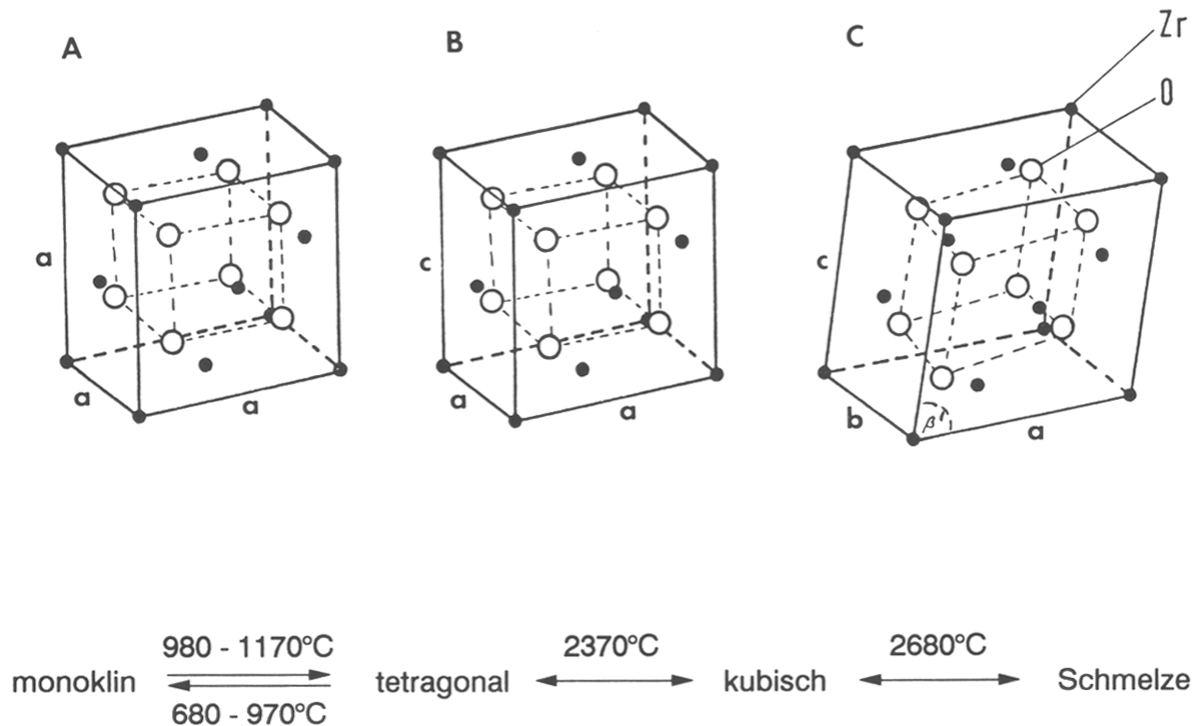 A
B
C
Zr
O
a
a
a
c
a
a
c
b
β
a
980 - 1170°C
2370°C
2680°C
monoklin
tetragonal
kubisch
Schmelze
680 - 970°C